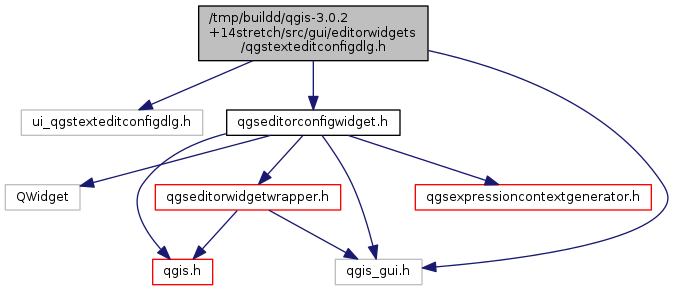 /tmp/buildd/qgis-3.0.2
+14stretch/src/gui/editorwidgets
/qgstexteditconfigdlg.h
ui_qgstexteditconfigdlg.h
qgseditorconfigwidget.h
QWidget
qgseditorwidgetwrapper.h
qgsexpressioncontextgenerator.h
qgis.h
qgis_gui.h